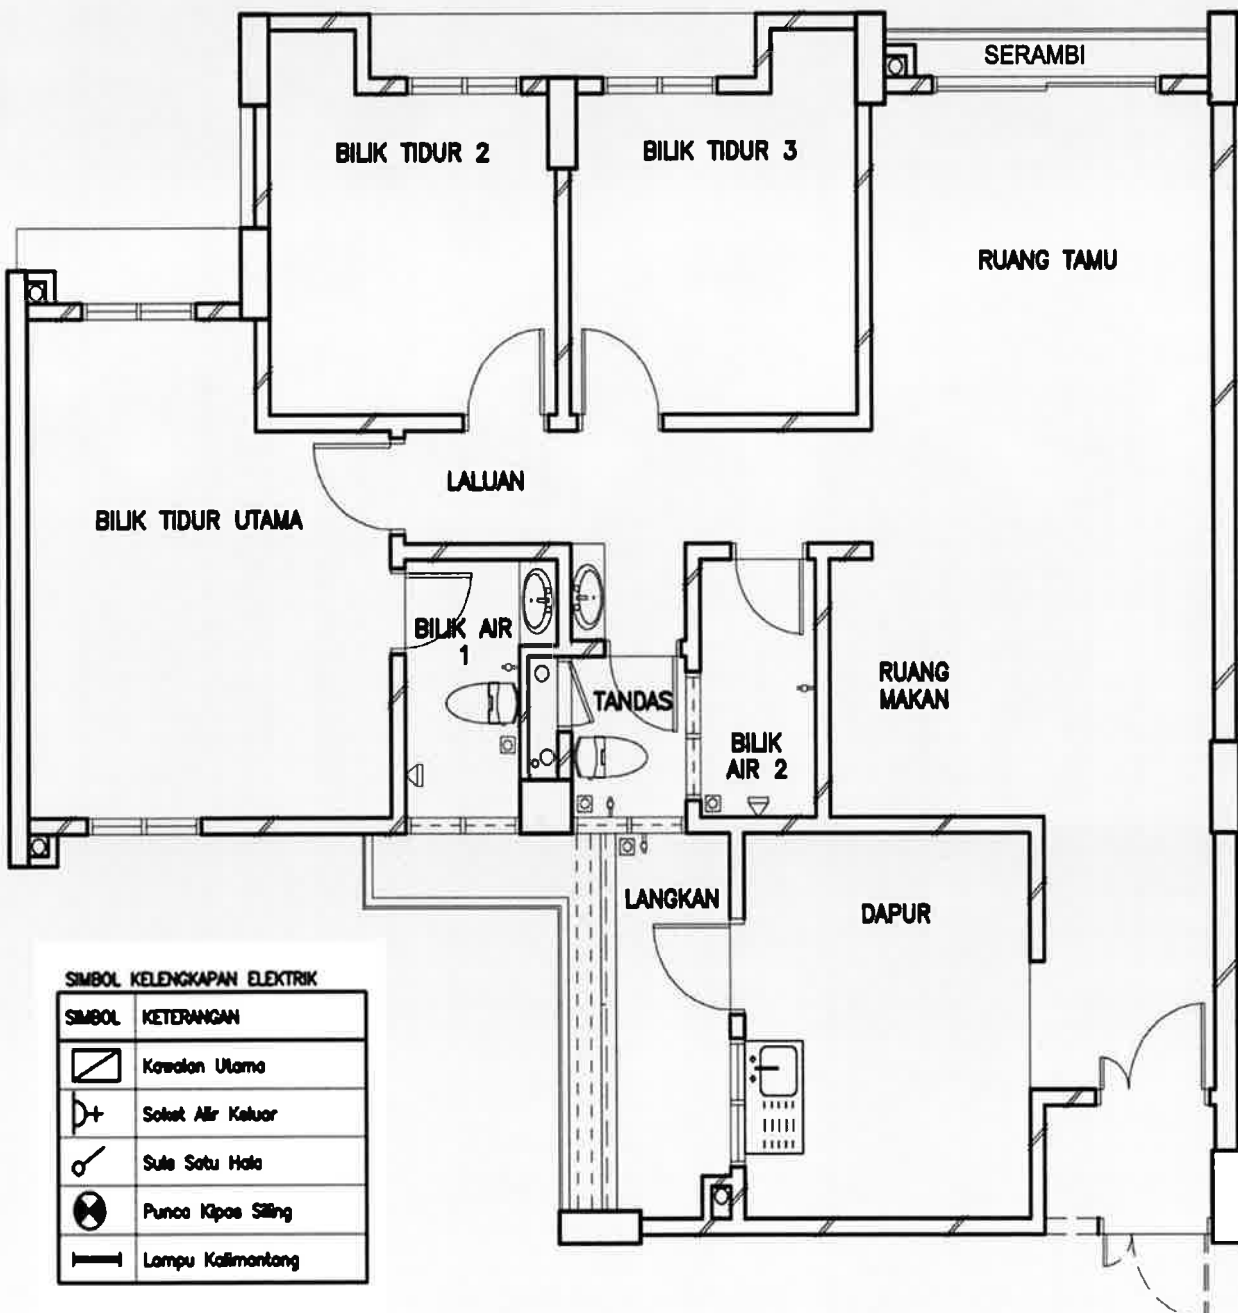 SERAMBI
BILIK TIDUR 2
BILIK TIDUR 3
RUANG TAMU
LALUAN
BILIK TIDUR UTAMA
BILIK AIR
1
RUANG
MAKAN
TANDAS
BILIK
AIR 2
LANGKAN
DAPUR
SIMBOL KELENGKAPAN ELEKTRIK
SIMBOL KETERANGAN
Kawalan Utama
Soket Alir Keluar
Suis Satu Hala
Punca Kipas Siling
Lampu Kalimantang